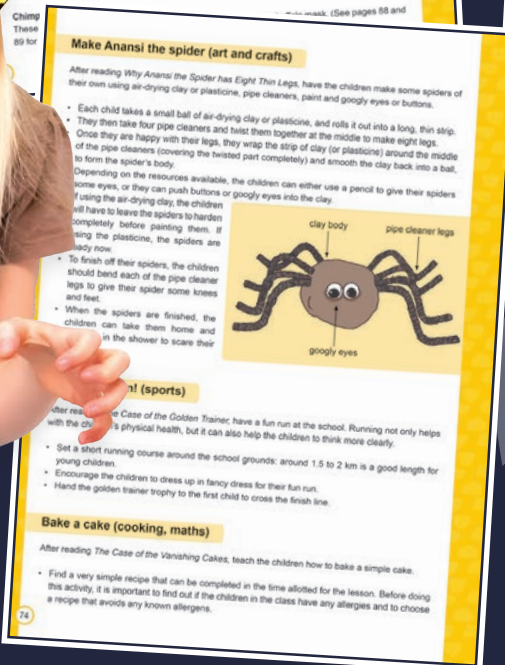 mask. (See pages 88 and
Chimp
These
89 for
Make Anansi the spider (art and crafts)
After reading Why Anansi the Spider has Eight Thin Legs, have the children make some spiders of
their own using air-drying clay or plasticine, pipe cleaners, paint and googly eyes or buttons.
• Each child takes a small ball of air-drying clay or plasticine, and rolls it out into a long, thin strip.
• They then take four pipe cleaners and twist them together at the middle to make eight legs.
Once they are happy with their legs, they wrap the strip of clay (or plasticine) around the middle
of the pipe cleaners (covering the twisted part completely) and smooth the clay back into a ball,
to form the spider's body.
Depending on the resources available, the children can either use a pencil to give their spiders
some eyes, or they can push buttons or googly eyes into the clay.
f using the air-drying clay, the children
will have to leave the spiders to harden
completely before painting them. If
using the plasticine, the spiders are
ready now.
• To finish off their spiders, the children
should bend each of the pipe cleaner
legs to give their spider some knees
and feet.
• When the spiders are finished, the
children can take them home and
in the shower to scare their
clay body
pipe cleaner legs
googly eyes
n! (sports)
After rea e Case of the Golden Trainer, have a fun run at the school. Running not only helps
with the chi 's physical health, but it can also help the children to think more clearly.
• Set a short running course around the school grounds: around 1.5 to 2 km is a good length for
young children.
• Encourage the children to dress up in fancy dress for their fun run.
• Hand the golden trainer trophy to the first child to cross the finish line.
Bake a cake (cooking, maths)
After reading The Case of the Vanishing Cakes, teach the children how to bake a simple cake.
• Find a very simple recipe that can be completed in the time allotted for the lesson. Before doing
this activity, it is important to find out if the children in the class have any allergies and to choose
a recipe that avoids any known allergens.
74